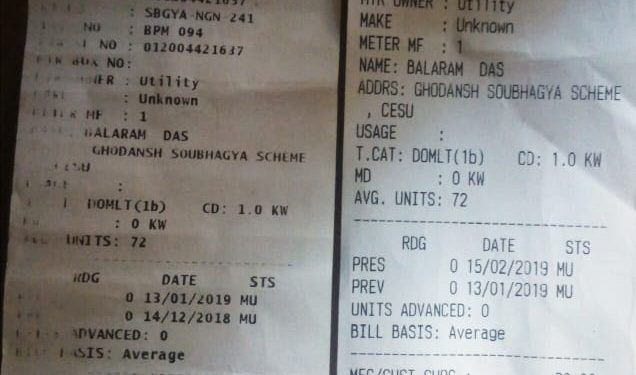 : SBGYA-NGN-241
NO : BPM 094
NO : 012004421637
BOX NO:
: Utility
: Unknown
MF : 1
BALARAM DAS
GHODANSH SOUBHAGYA SCHEME
CESU
:
DOMLT(1b) CD: 1.0 KW
: 0 KW
UNITS: 72
RDG DATE STS
0 13/01/2019 MU
0 14/12/2018 MU
ADVANCED: 0
BASIS: Average
MTR OWNER : Utility
MAKE : Unknown
METER MF : 1
NAME: BALARAM DAS
ADDRS: GHODANSH SOUBHAGYA SCHEME
, CESU
USAGE :
T.CAT: DOMLT(1b) CD: 1.0 KW
MD : 0 KW
AVG. UNITS: 72
RDG DATE STS
PRES 0 15/02/2019 MU
PREV 0 13/01/2019 MU
UNITS ADVANCED: 0
BILL BASIS: Average